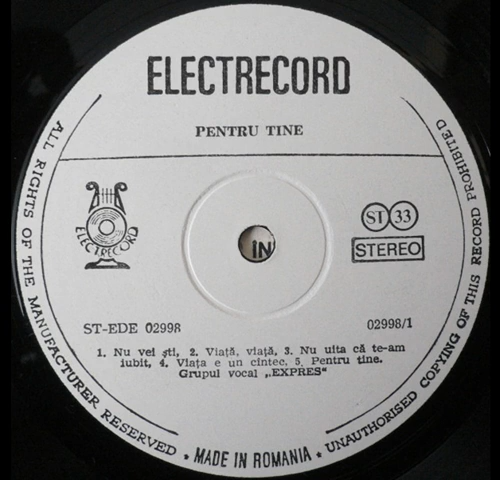 ELECTRECORD
PENTRU TINE
ELECTRECORD
ST 33
STEREO
IN
ST-EDE 02998
02998/1
1. Nu vei ști, 2. Viață, viață, 3. Nu uita că te-am
iubit, 4. Viața e un cîntec, 5. Pentru tine.
Grupul vocal „EXPRES“
ALL RIGHTS OF THE MANUFACTURER RESERVED * MADE IN ROMANIA * UNAUTHORISED COPYING OF THIS RECORD PROHIBITED